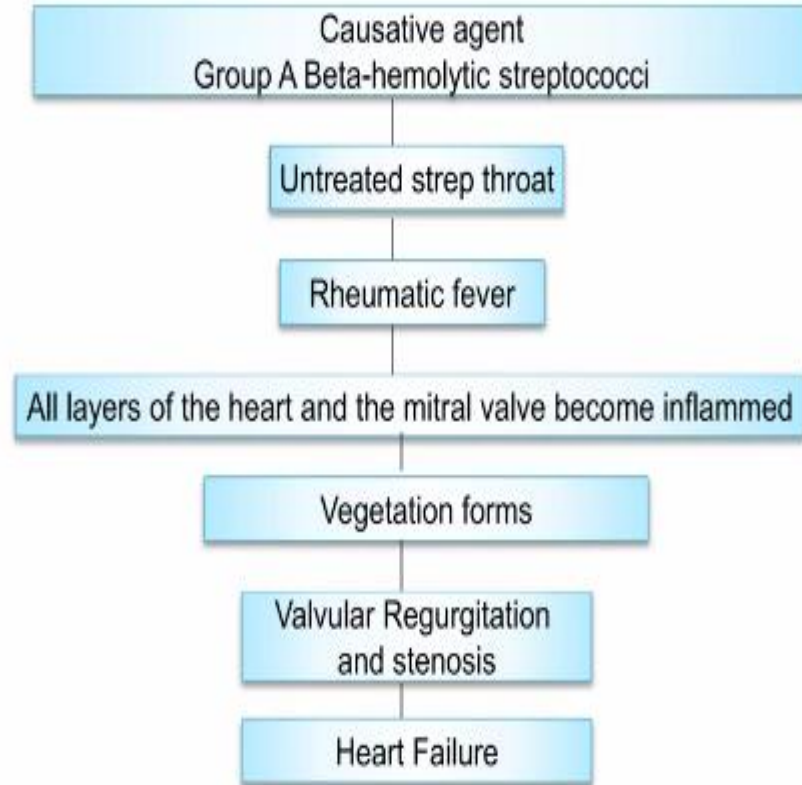 Causative agent
Group A Beta-hemolytic streptococci
Untreated strep throat
Rheumatic fever
All layers of the heart and the mitral valve become inflammed
Vegetation forms
Valvular Regurgitation
and stenosis
Heart Failure